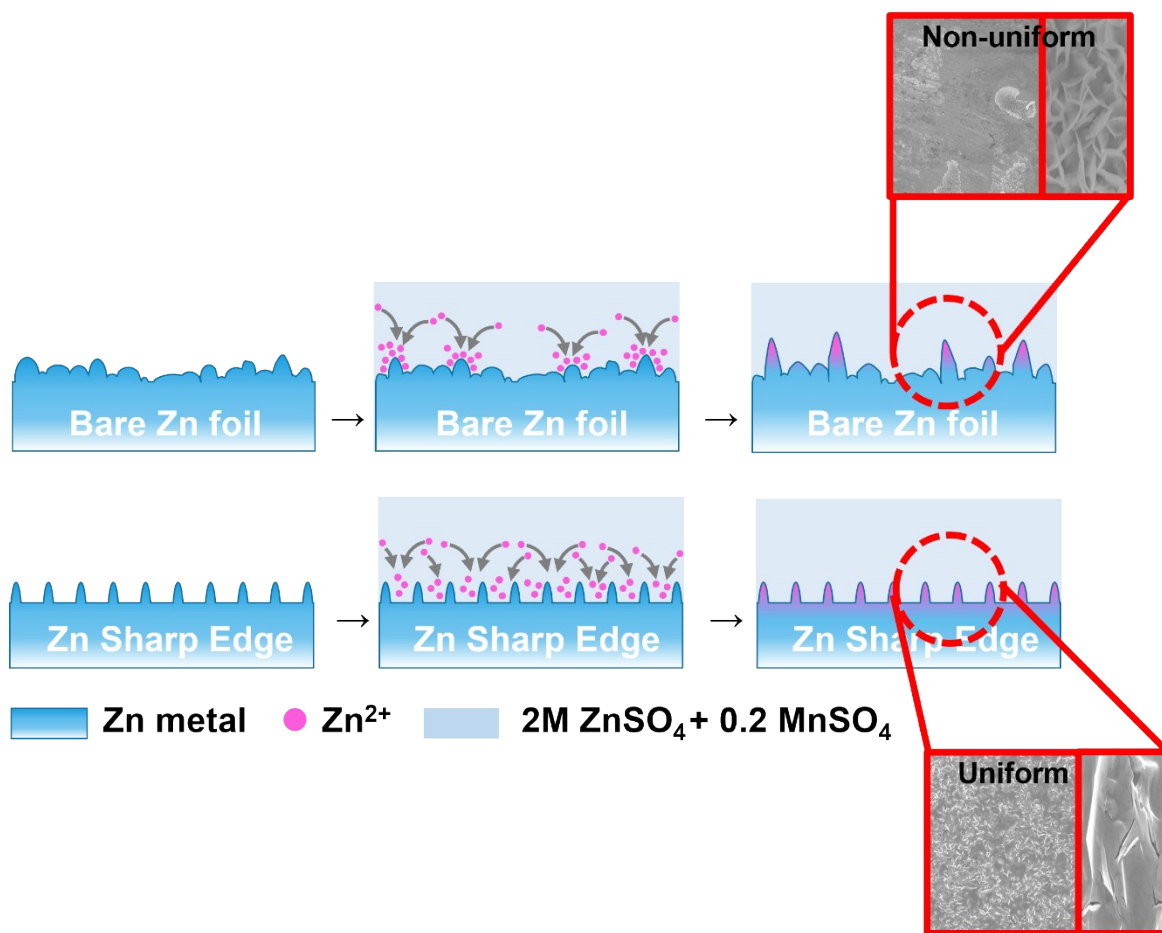 Non-uniform
Bare Zn foil → Bare Zn foil → Bare Zn foil
Zn Sharp Edge → Zn Sharp Edge → Zn Sharp Edge
Zn metal Zn²⁺ 2M ZnSO₄+ 0.2 MnSO₄
Uniform